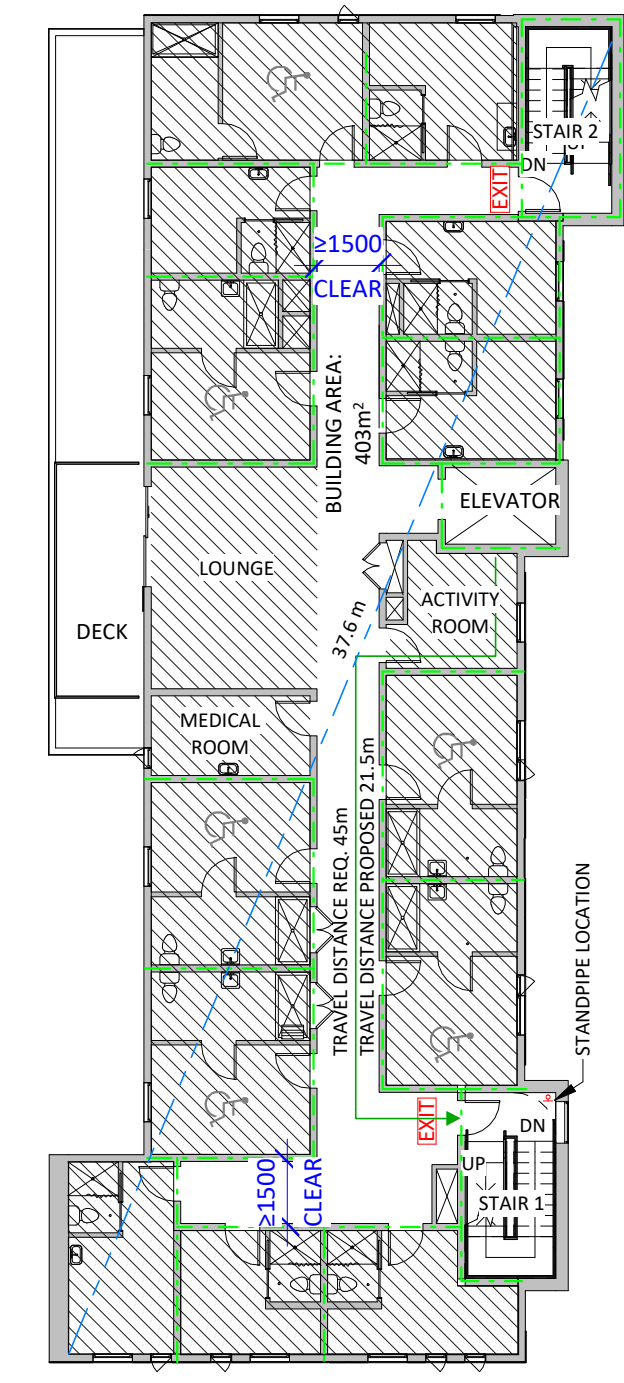 STAIR 2
UP
DN
EXIT
≥1500
CLEAR
BUILDING AREA:
403m²
ELEVATOR
LOUNGE
ACTIVITY
ROOM
DECK
37.6 m
MEDICAL
ROOM
TRAVEL DISTANCE REQ. 45m
TRAVEL DISTANCE PROPOSED 21.5m
STANDPIPE LOCATION
EXIT
DN
UP
STAIR 1
≥1500
CLEAR